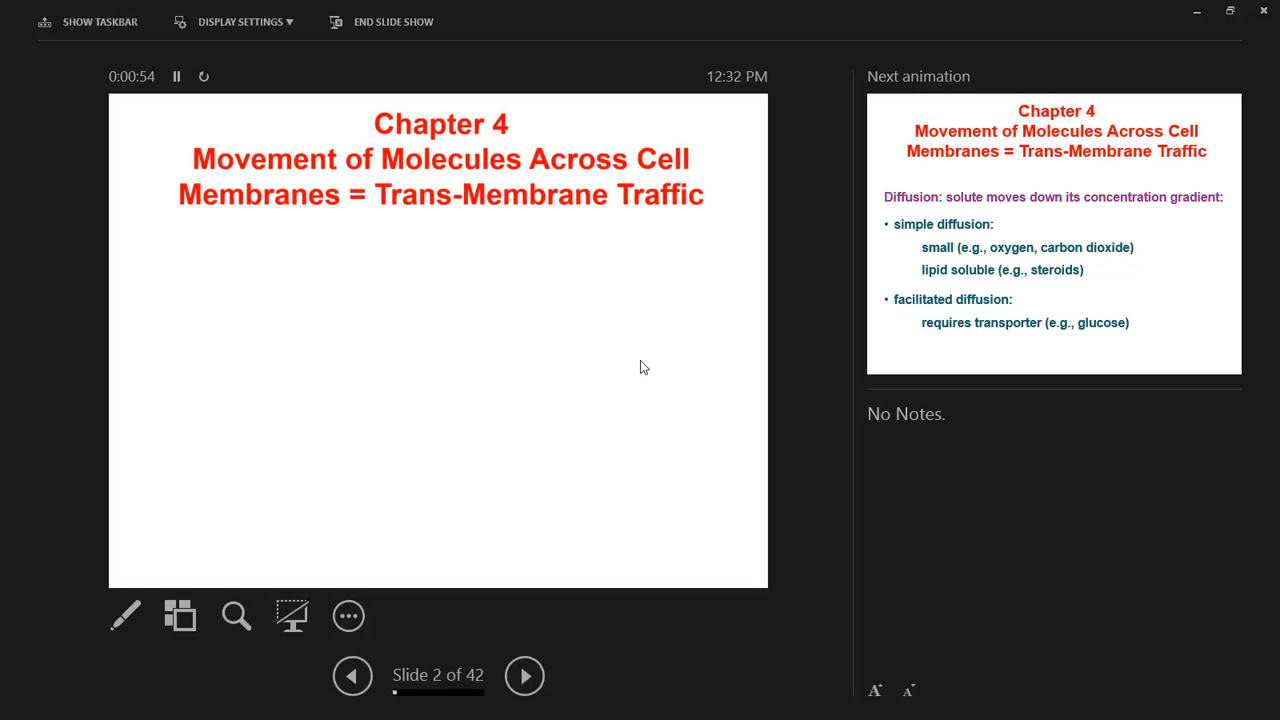 SHOW TASKBAR
DISPLAY SETTINGS ▼
END SLIDE SHOW
0:00:54
12:32 PM
Chapter 4
Movement of Molecules Across Cell
Membranes = Trans-Membrane Traffic
Slide 2 of 42
Next animation
Chapter 4
Movement of Molecules Across Cell
Membranes = Trans-Membrane Traffic
Diffusion: solute moves down its concentration gradient:
• simple diffusion:
small (e.g., oxygen, carbon dioxide)
lipid soluble (e.g., steroids)
• facilitated diffusion:
requires transporter (e.g., glucose)
No Notes.
A A